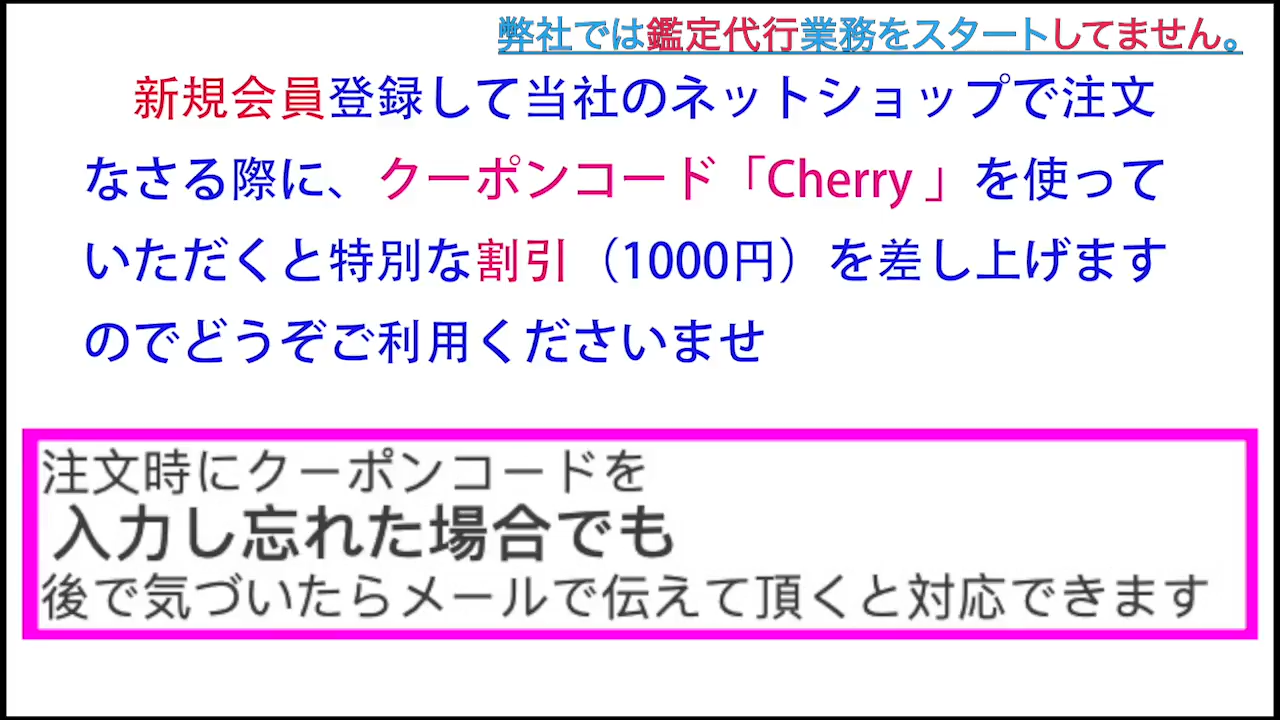 弊社では鑑定代行業務をスタートしてません。
新規会員登録して当社のネットショップで注文
なさる際に、クーポンコード「Cherry」を使って
いただくと特別な割引（1000円）を差し上げます
のでどうぞご利用くださいませ
注文時にクーポンコードを
入力し忘れた場合でも
後で気づいたらメールで伝えて頂くと対応できます